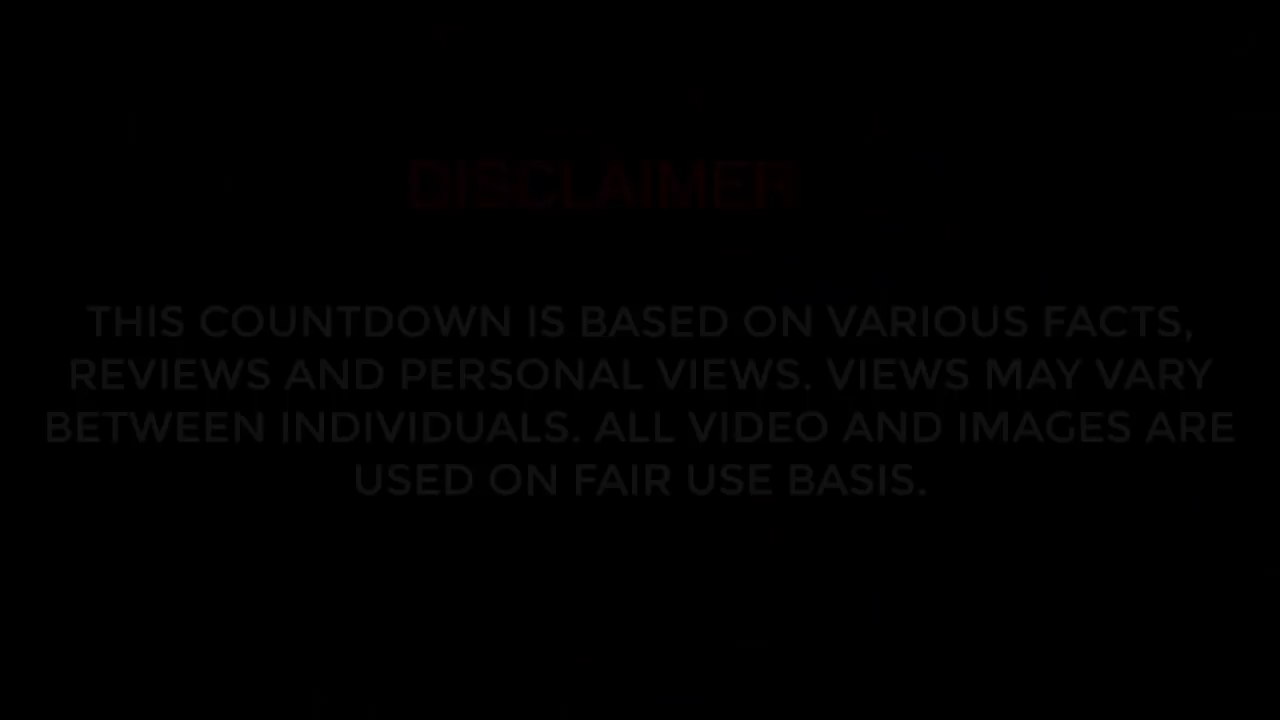 DISCLAIMER
THIS COUNTDOWN IS BASED ON VARIOUS FACTS,
REVIEWS AND PERSONAL VIEWS. VIEWS MAY VARY
BETWEEN INDIVIDUALS. ALL VIDEO AND IMAGES ARE
USED ON FAIR USE BASIS.